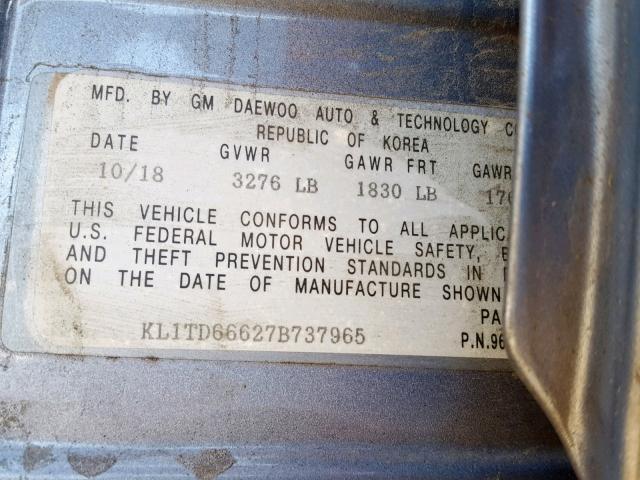 MFD. BY GM DAEWOO AUTO & TECHNOLOGY
REPUBLIC OF KOREA
DATE GVWR GAWR FRT GAWR
10/18 3276 LB 1830 LB
THIS VEHICLE CONFORMS TO ALL
U.S. FEDERAL MOTOR VEHICLE SAFETY,
AND THEFT PREVENTION STANDARDS IN
ON THE DATE OF MANUFACTURE SHOWN
KL1TD66627B737965
P.N.96